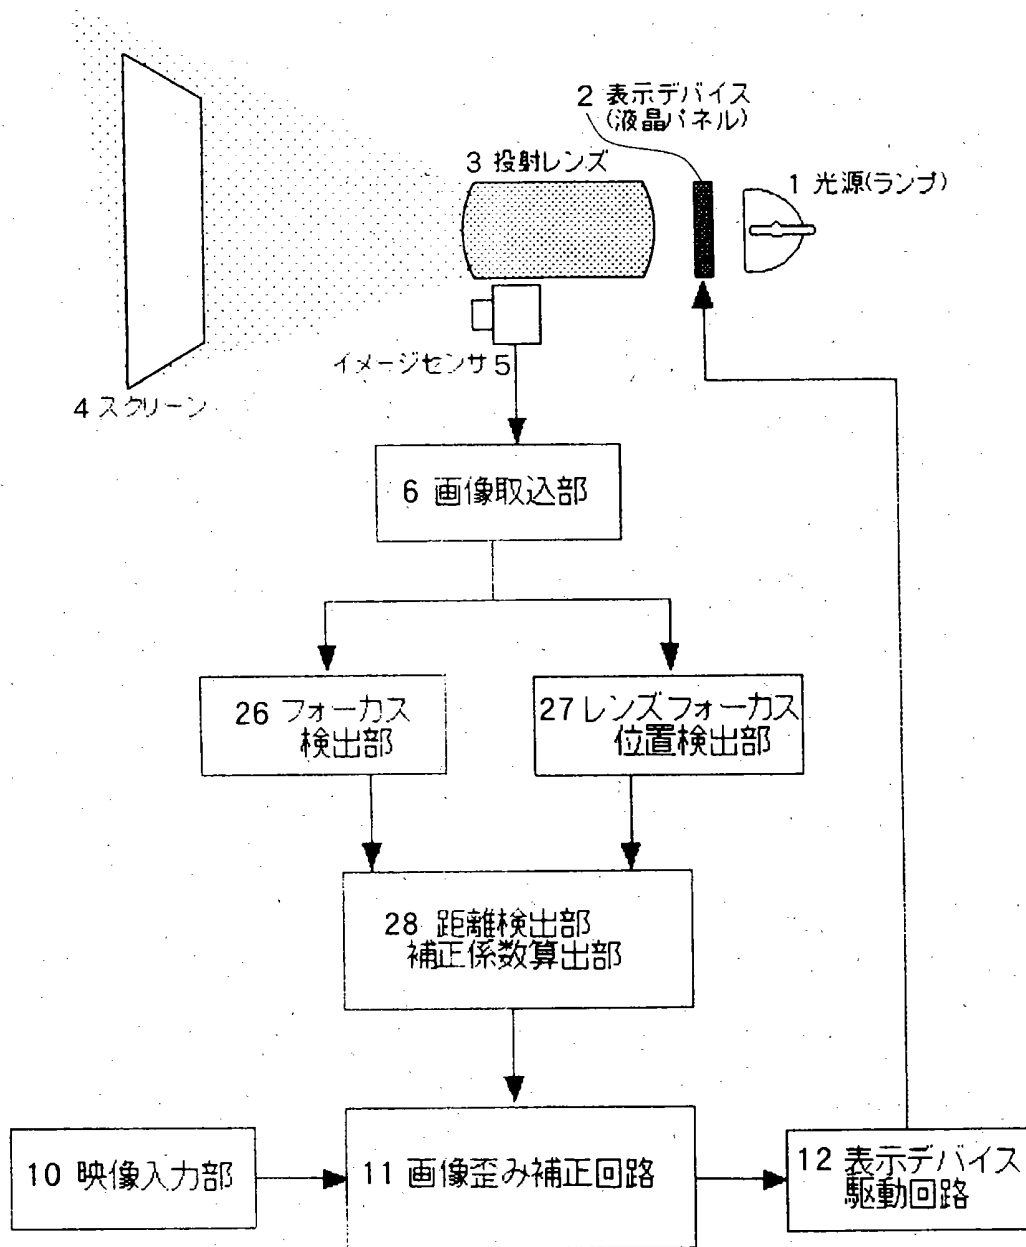 2 表示デバイス
(液晶パネル)
3 投射レンズ
1 光源(ランプ)
イメージセンサ 5
4 スクリーン
6 画像取込部
26 フォーカス
検出部
27 レンズフォーカス
位置検出部
28 距離検出部
補正係数算出部
10 映像入力部
11 画像歪み補正回路
12 表示デバイス
駆動回路